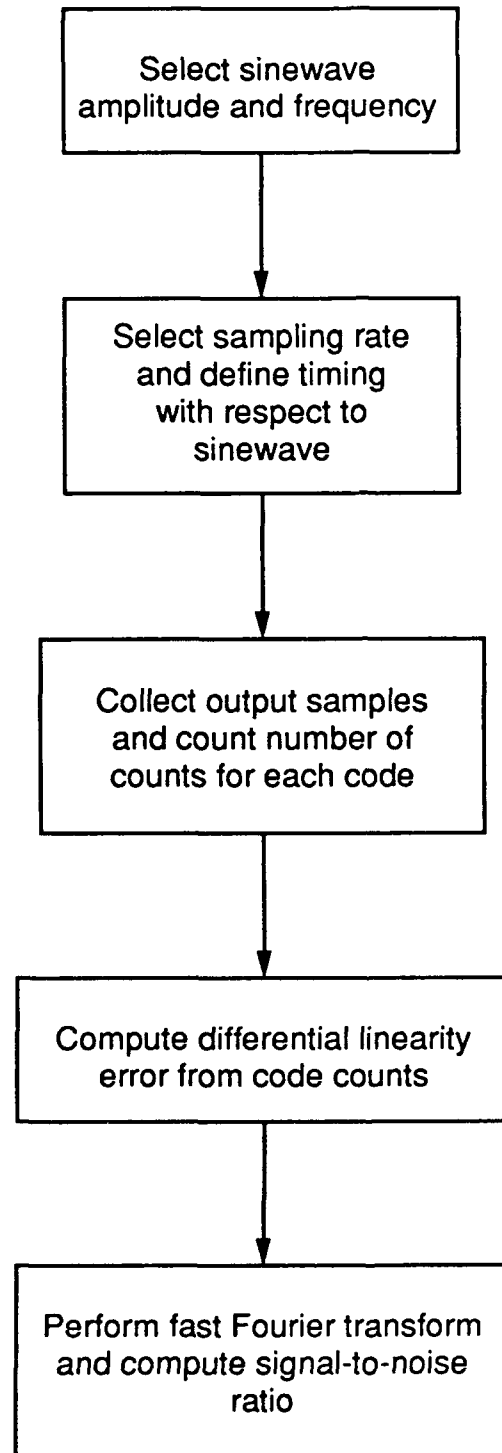 Select sinewave
amplitude and frequency
Select sampling rate
and define timing
with respect to
sinewave
Collect output samples
and count number of
counts for each code
Compute differential linearity
error from code counts
Perform fast Fourier transform
and compute signal-to-noise
ratio